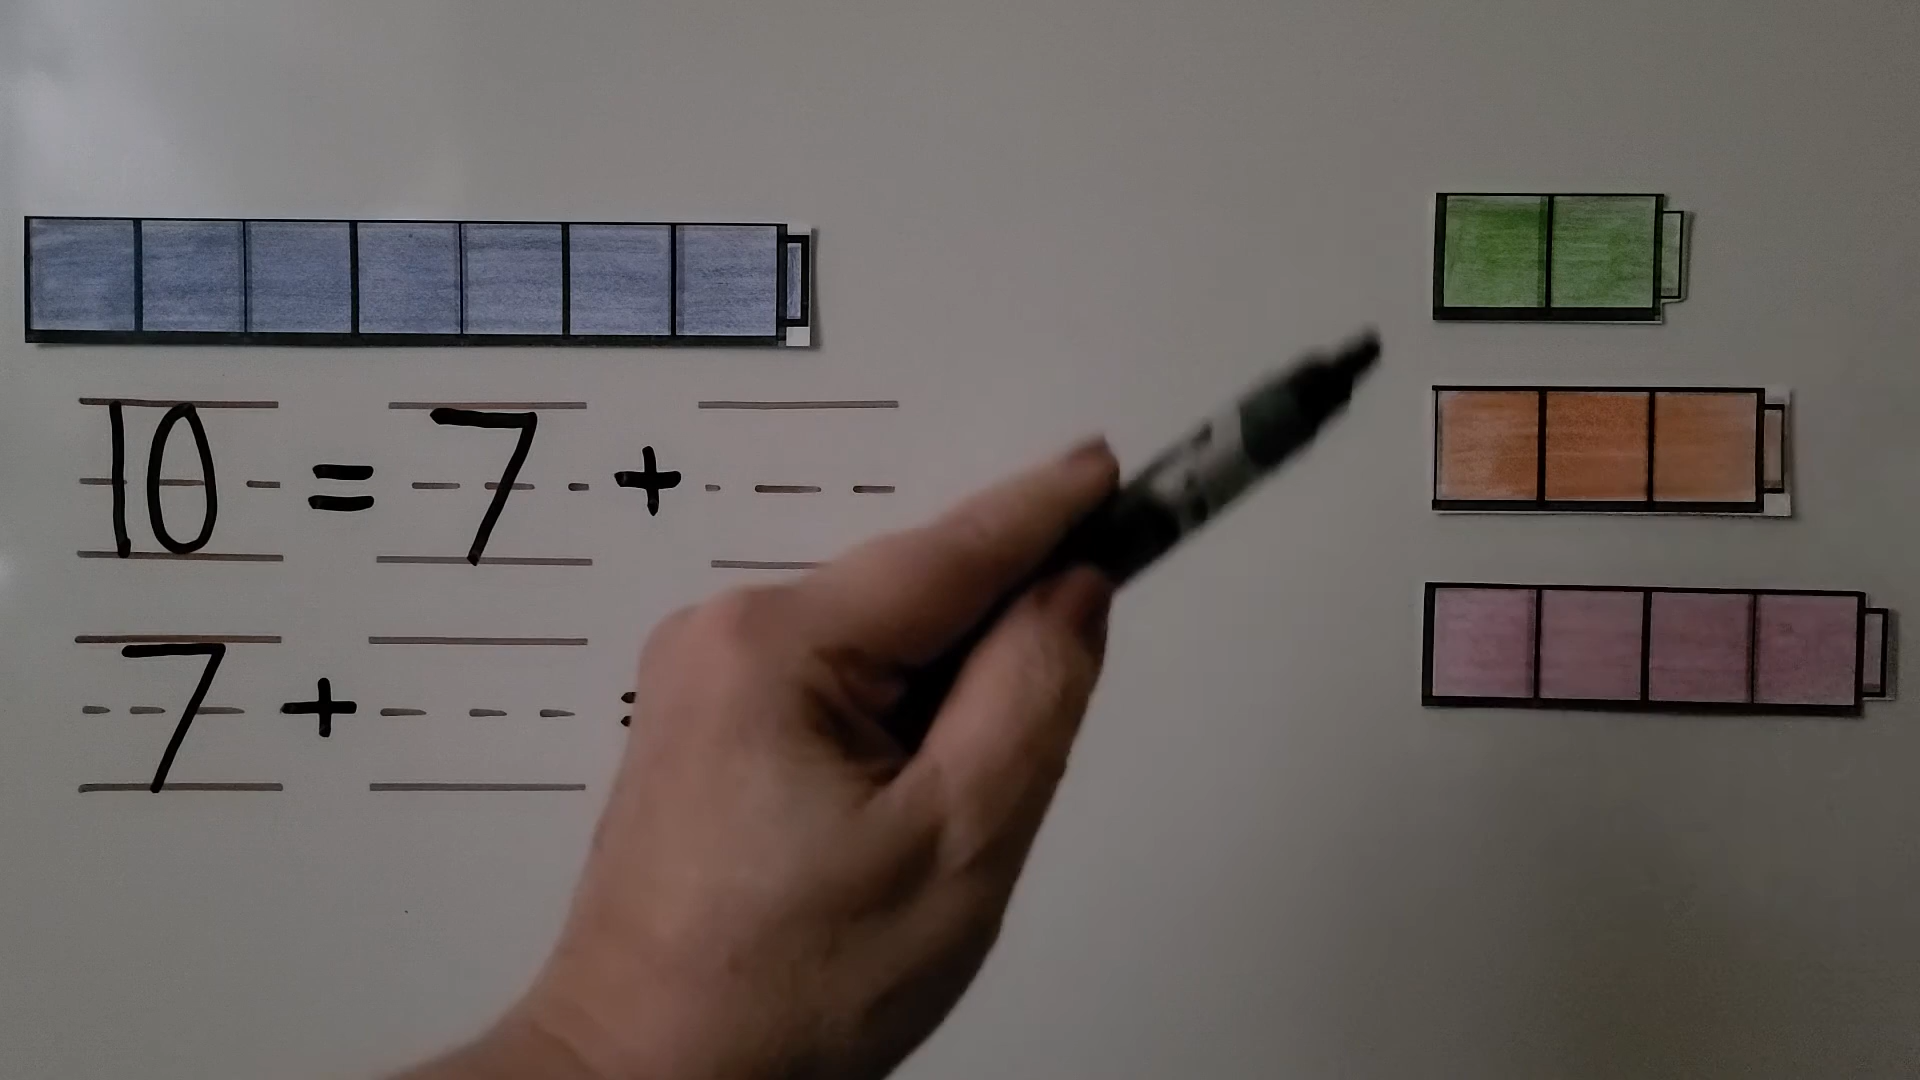 10 = 7 +
7 + =